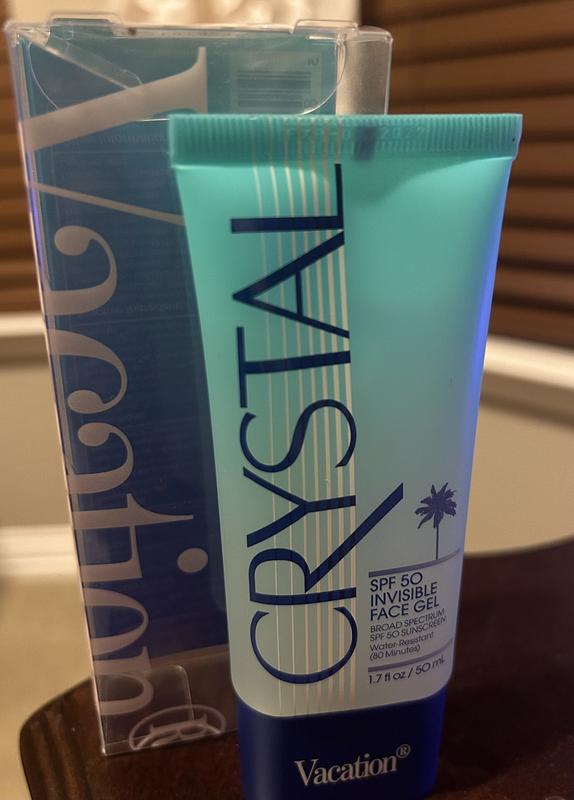 Vacation®
CRYSTAL
SPF 50
INVISIBLE
FACE GEL
BROAD SPECTRUM
SPF 50 SUNSCREEN
Water-Resistant
(80 Minutes)
1.7 fl oz / 50 mL
Vacation®